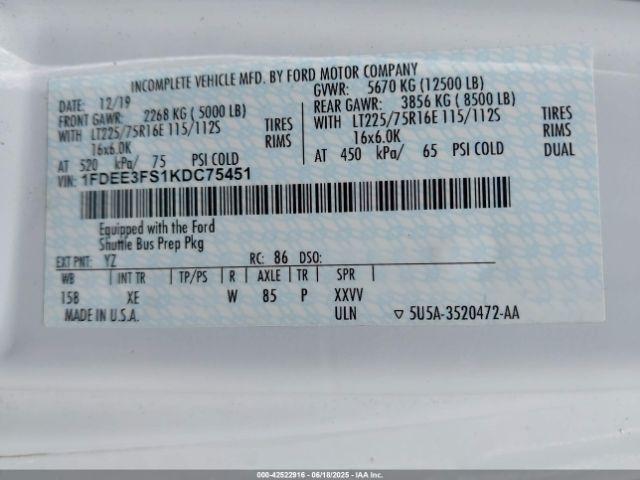 INCOMPLETE VEHICLE MFD. BY FORD MOTOR COMPANY
DATE: 12/19
GVWR: 5670 KG (12500 LB)
FRONT GAWR: 2268 KG ( 5000 LB)
REAR GAWR: 3856 KG ( 8500 LB)
WITH LT225/75R16E 115/112S TIRES
WITH LT225/75R16E 115/112S TIRES
16x6.0K RIMS
16x6.0K RIMS
AT 520 kPa/ 75 PSI COLD
AT 450 kPa/ 65 PSI COLD DUAL
VIN: 1FDEE3FS1KDC75451
Equipped with the Ford
Shuttle Bus Prep Pkg
EXT PNT: YZ RC: 86 DSO:
WB INT TR TP/PS R AXLE TR SPR
158 XE W 85 P XXVV
MADE IN U.S.A. ULN ▽ 5U5A-3520472-AA
000-42522916 - 06/18/2025 - IAAI.com